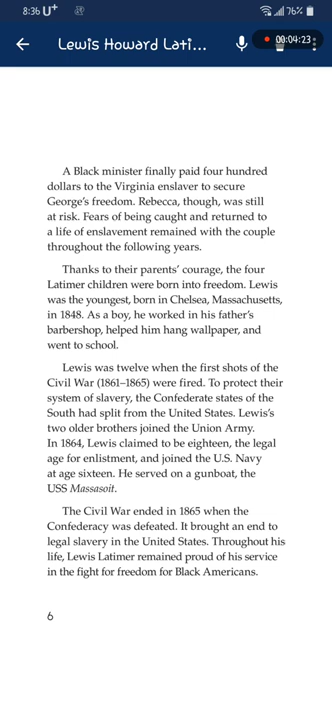 8:36 U+ 76%
Lewis Howard Lati...
00:04:23
A Black minister finally paid four hundred
dollars to the Virginia enslaver to secure
George's freedom. Rebecca, though, was still
at risk. Fears of being caught and returned to
a life of enslavement remained with the couple
throughout the following years.
Thanks to their parents' courage, the four
Latimer children were born into freedom. Lewis
was the youngest, born in Chelsea, Massachusetts,
in 1848. As a boy, he worked in his father's
barbershop, helped him hang wallpaper, and
went to school.
Lewis was twelve when the first shots of the
Civil War (1861–1865) were fired. To protect their
system of slavery, the Confederate states of the
South had split from the United States. Lewis's
two older brothers joined the Union Army.
In 1864, Lewis claimed to be eighteen, the legal
age for enlistment, and joined the U.S. Navy
at age sixteen. He served on a gunboat, the
USS Massasoit.
The Civil War ended in 1865 when the
Confederacy was defeated. It brought an end to
legal slavery in the United States. Throughout his
life, Lewis Latimer remained proud of his service
in the fight for freedom for Black Americans.
6